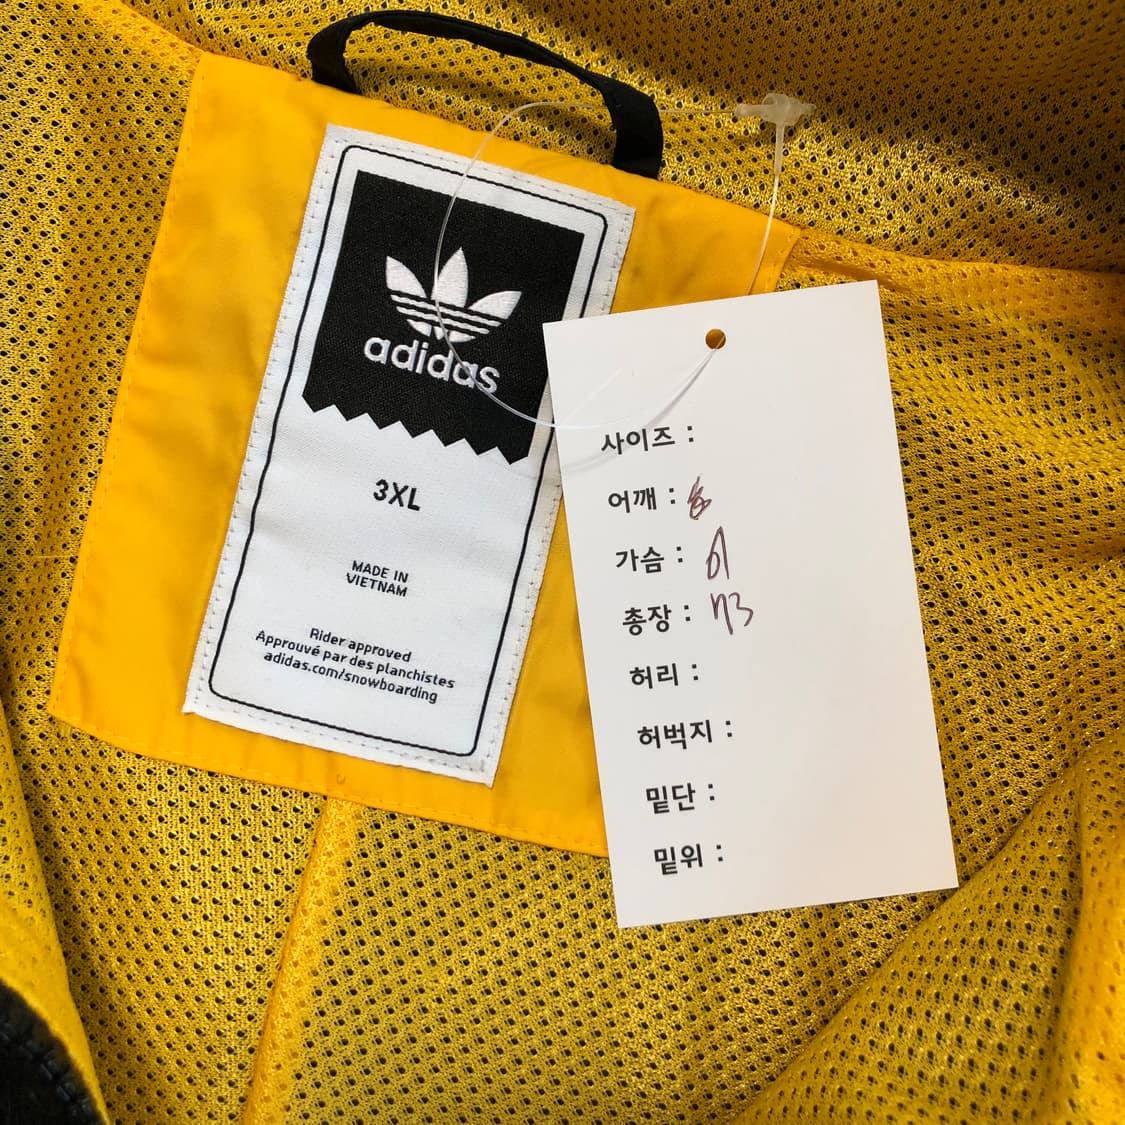 adidas
3XL
MADE IN
VIETNAM
Rider approved
Approuvé par des planchistes
adidas.com/snowboarding
사이즈 :
어깨 :
가슴 : 61
총장 : 73
허리 :
허벅지 :
밑단 :
밑위 :